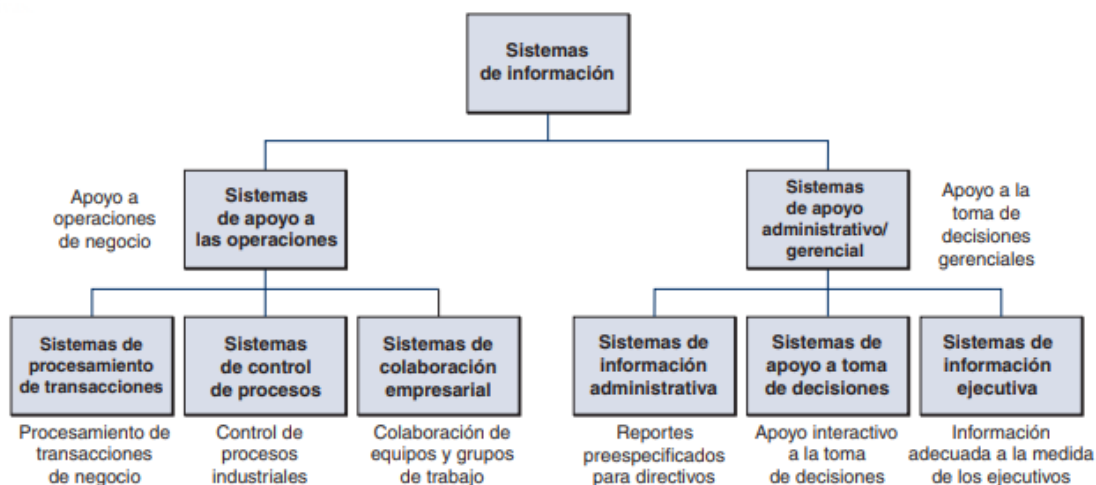 Sistemas
de información
Apoyo a
operaciones
de negocio
Sistemas
de apoyo a
las operaciones
Sistemas
de apoyo
administrativo/
gerencial
Apoyo a la
toma de
decisiones
gerenciales
Sistemas de
procesamiento
de transacciones
Sistemas
de control
de procesos
Sistemas de
colaboración
empresarial
Sistemas de
información
administrativa
Sistemas de
apoyo a toma
de decisiones
Sistemas de
información
ejecutiva
Procesamiento de
transacciones
de negocio
Control de
procesos
industriales
Colaboración de
equipos y grupos
de trabajo
Reportes
preespecificados
para directivos
Apoyo interactivo
a la toma
de decisiones
Información
adecuada a la medida
de los ejecutivos